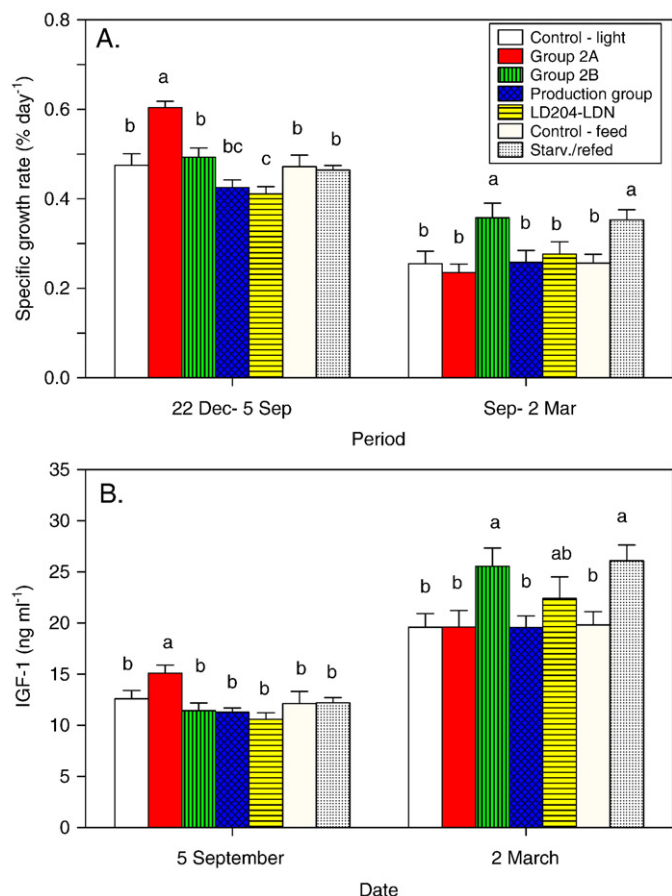 A.
Control - light
Group 2A
Group 2B
Production group
LD204-LDN
Control - feed
Starv./refed
Specific growth rate (% day⁻¹)
0.8
0.6
0.4
0.2
0.0
b
a
b
bc
c
b
b
b
b
a
b
b
b
a
22 Dec- 5 Sep
Sep- 2 Mar
Period
B.
IGF-1 (ng ml⁻¹)
35
30
25
20
15
10
5
0
b
a
b
b
b
b
b
b
b
a
b
ab
b
a
5 September
2 March
Date